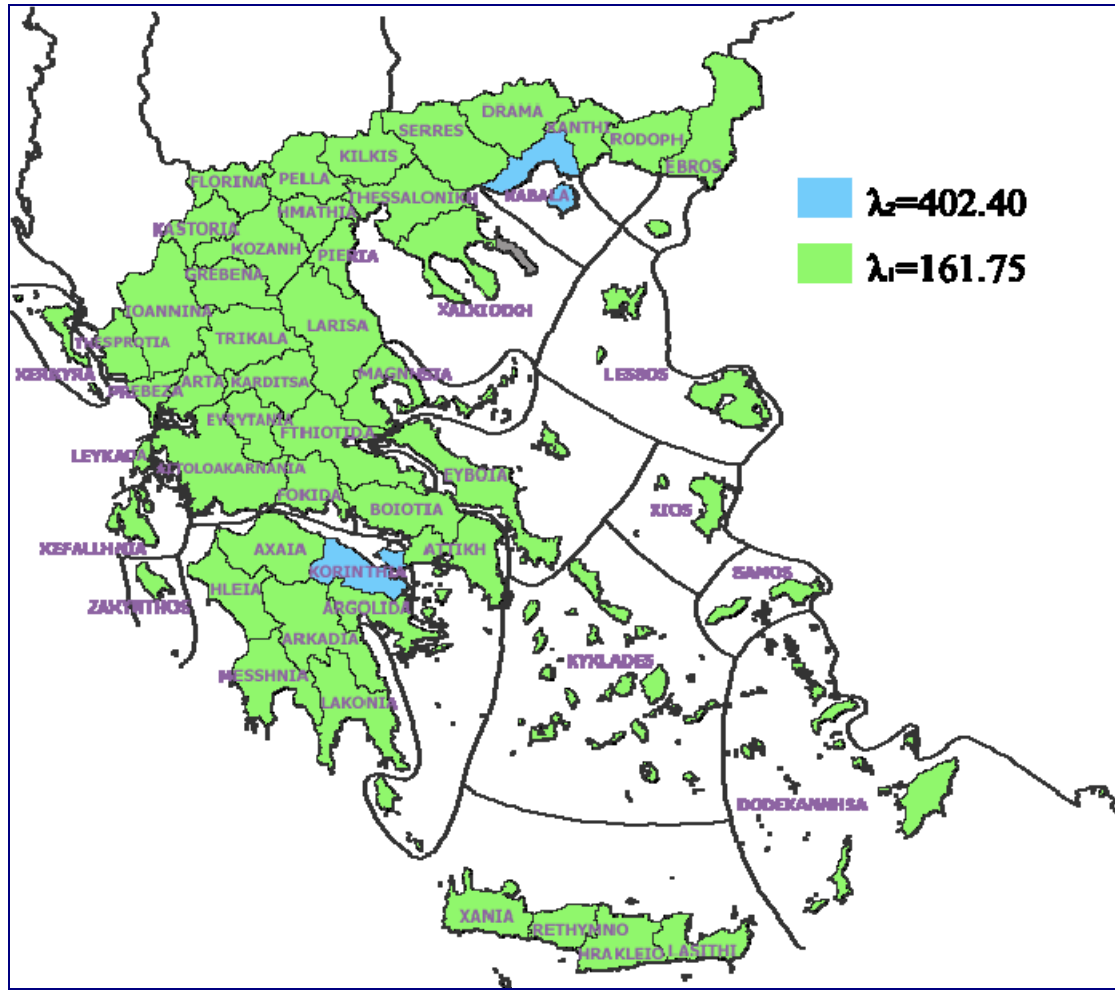 DRAMA
SERRES
XANTHI
RODOPH
KILKIS
EBROS
PELLA
FLORINA
KABALA
THESSALONIKH
HMATHIA
KASTORIA
KOZANH
PIERIA
GREBENA
IOANNINA
XALKIDIKH
LARISA
TRIKALA
THESPROTIA
KERKYRA
MAGNHSIA
LESBOS
ARTA
KARDITSA
PREBEZA
EYRYTANIA
FTHIOTIDA
LEYKADA
AITOLOAKARNANIA
EYBOIA
FOKIDA
BOIOTIA
XIOS
KEFALLHNIA
AXAIA
ATTIKH
KORINTHIA
SAMOS
HLEIA
ZAKYNTHOS
ARGOLIDA
ARKADIA
KYKLADES
MESSHNIA
LAKONIA
DODEKANNHSA
XANIA
RETHYMNO
HRAKLEIO
LASITHI
λ₂=402.40
λ₁=161.75